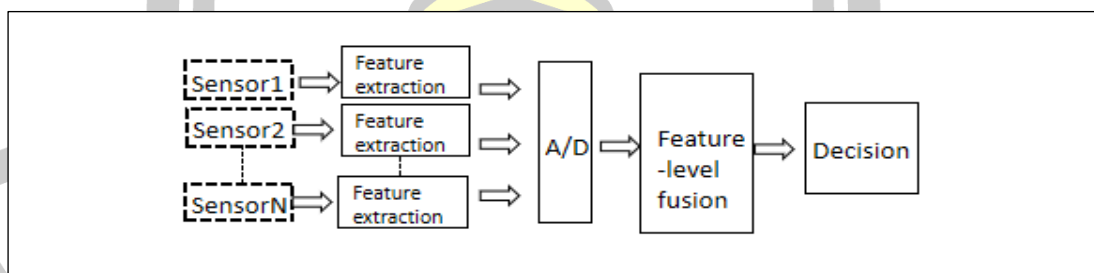 Sensor1
Feature
extraction
Sensor2
Feature
extraction
SensorN
Feature
extraction
A/D
Feature
-level
fusion
Decision